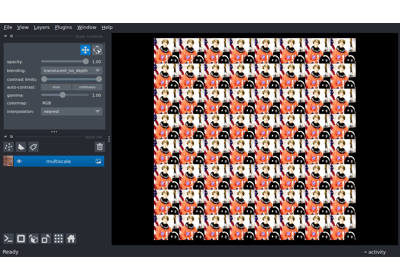 File View Layers Plugins Window Help
opacity: 1.00
blending: translucent_no_depth
contrast limits:
auto-contrast: once continuous
gamma: 1.00
colormap: RGB
interpolation: nearest
multiscale
Ready activity